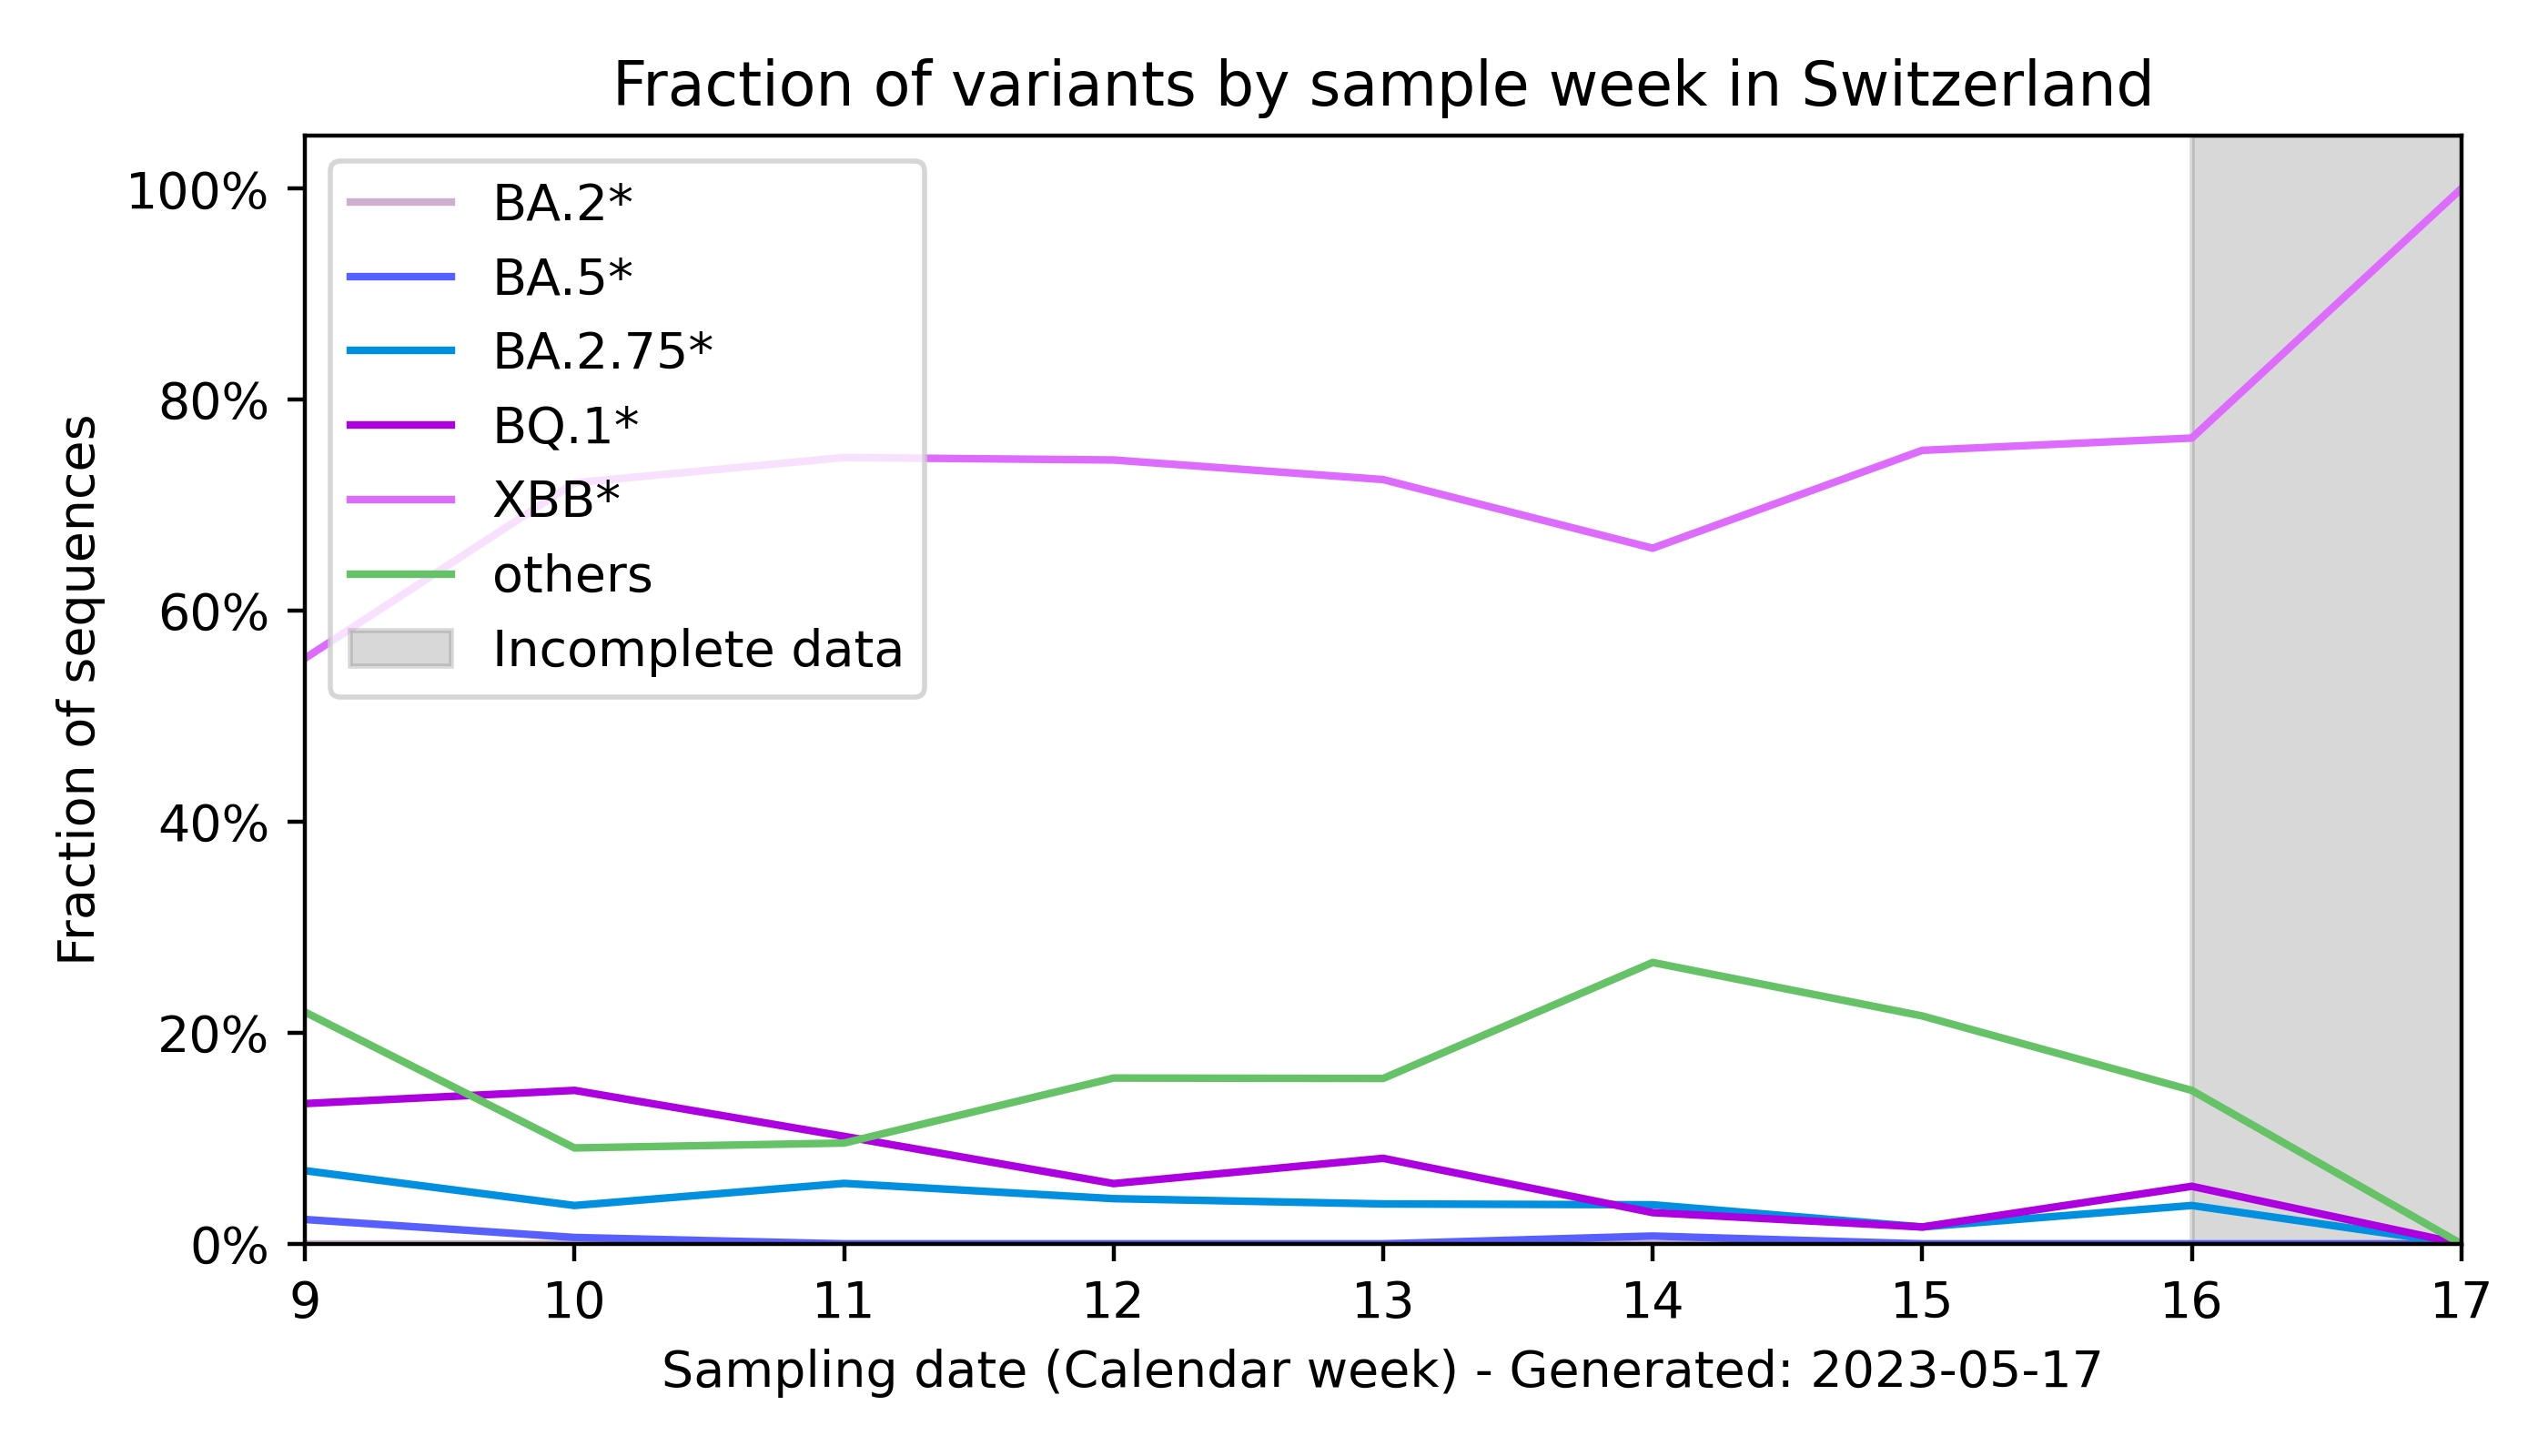 Fraction of variants by sample week in Switzerland
Fraction of sequences
100%
80%
60%
40%
20%
0%
BA.2*
BA.5*
BA.2.75*
BQ.1*
XBB*
others
Incomplete data
9 10 11 12 13 14 15 16 17
Sampling date (Calendar week) - Generated: 2023-05-17